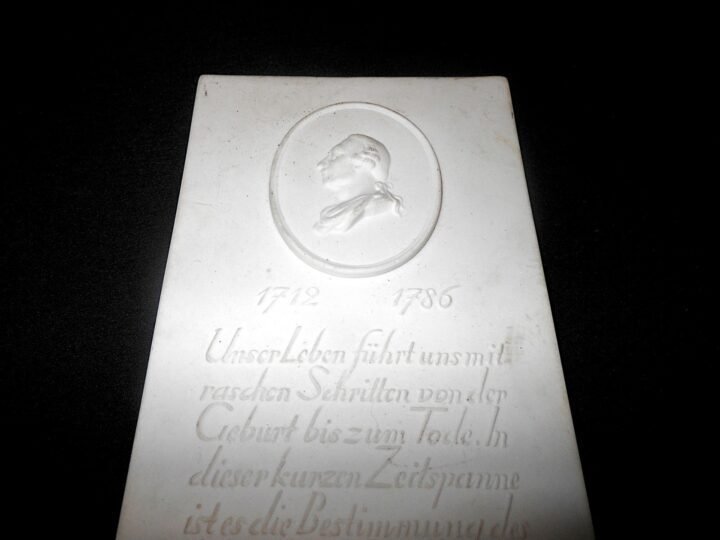 1712 1786
Unser Leben führt uns mit
raschen Schritten von der
Geburt bis zum Tode. In
dieser kurzen Zeitspanne
ist es die Bestimmung des